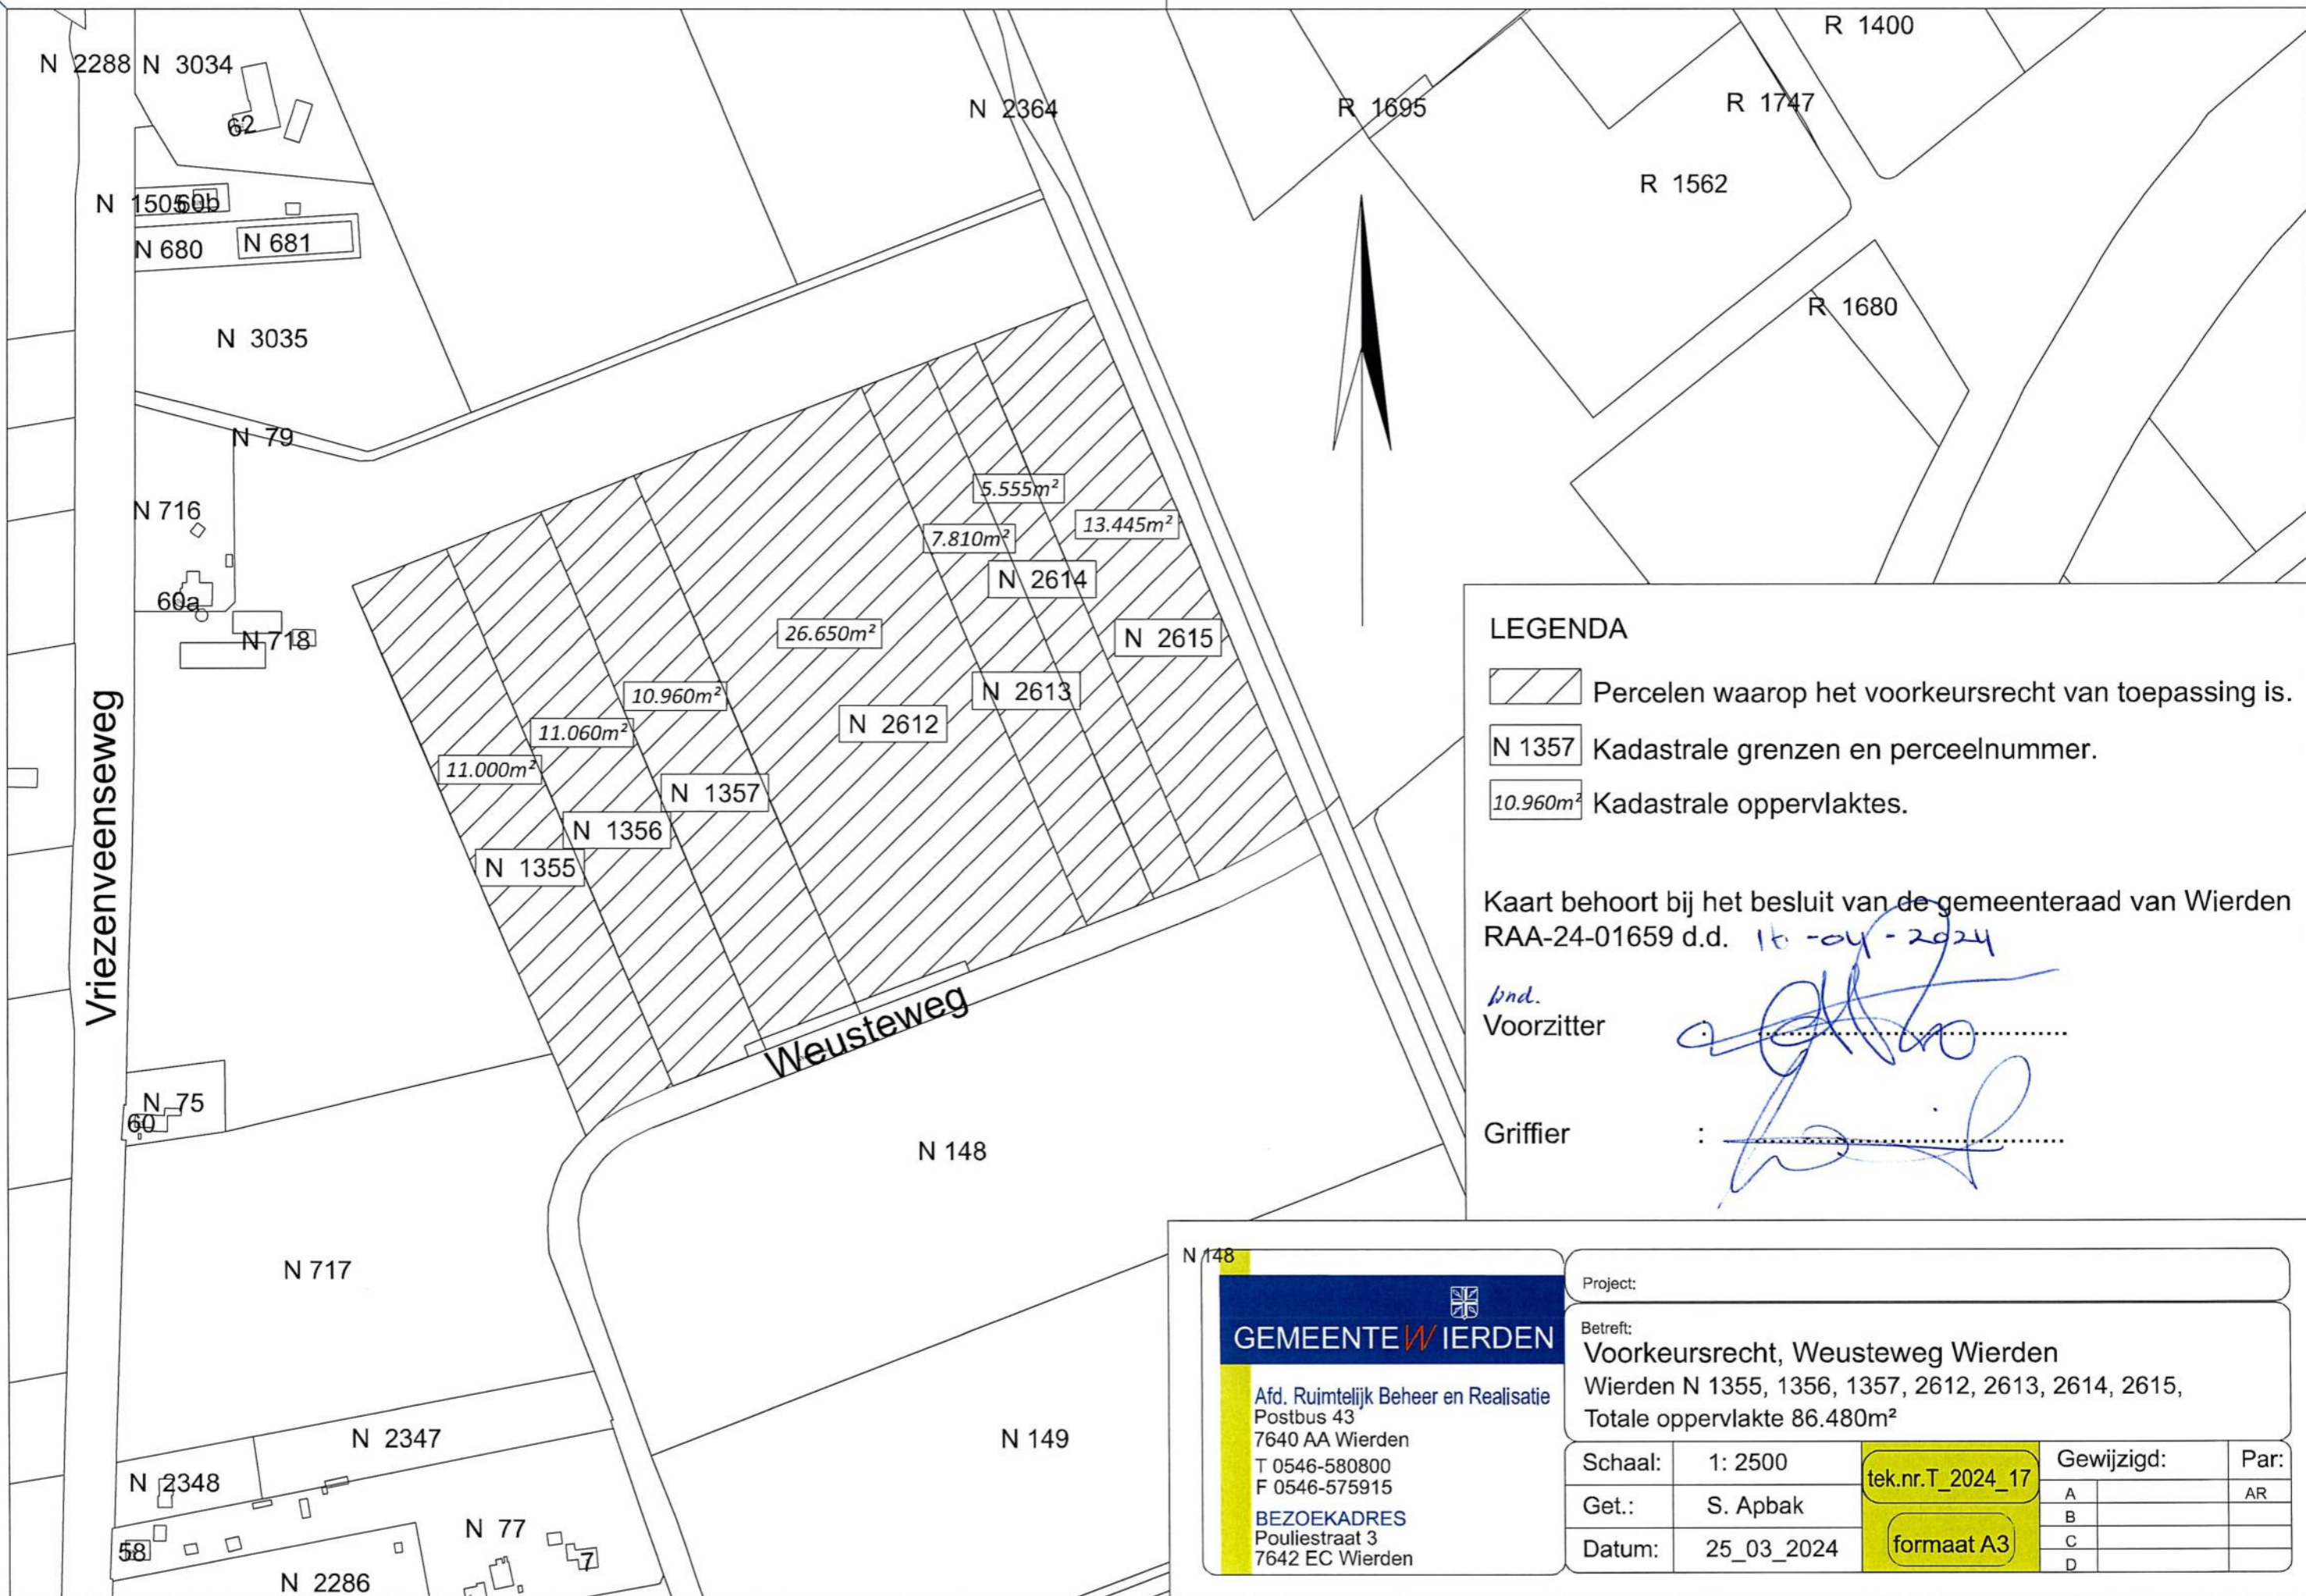 N 2288
N 3034
62
N 2364
R 1695
R 1400
R 1747
R 1562
N 1505
60b
N 680
N 681
N 3035
R 1680
N 79
N 716
60a
N 718
5.555m²
7.810m²
13.445m²
N 2614
N 2615
26.650m²
N 2613
N 2612
10.960m²
11.060m²
11.000m²
N 1357
N 1356
N 1355
Vriezenveenseweg
Weusteweg
N 75
60
N 148
N 717
N 149
N 2347
N 2348
N 77
58
7
N 2286
LEGENDA
Percelen waarop het voorkeursrecht van toepassing is.
N 1357 Kadastrale grenzen en perceelnummer.
10.960m² Kadastrale oppervlaktes.
Kaart behoort bij het besluit van de gemeenteraad van Wierden
RAA-24-01659 d.d. -04-2024
Voorzitter :
Griffier :
N 148
GEMEENTE WIERDEN
Afd. Ruimtelijk Beheer en Realisatie
Postbus 43
7640 AA Wierden
T 0546-580800
F 0546-575915
BEZOEKADRES
Pouliestraat 3
7642 EC Wierden
Project:
Betreft:
Voorkeursrecht, Weusteweg Wierden
Wierden N 1355, 1356, 1357, 2612, 2613, 2614, 2615,
Totale oppervlakte 86.480m²
Schaal: 1: 2500
Get.: S. Apbak
Datum: 25_03_2024
tek.nr.T_2024_17
formaat A3
Gewijzigd: Par:
A AR
B
C
D